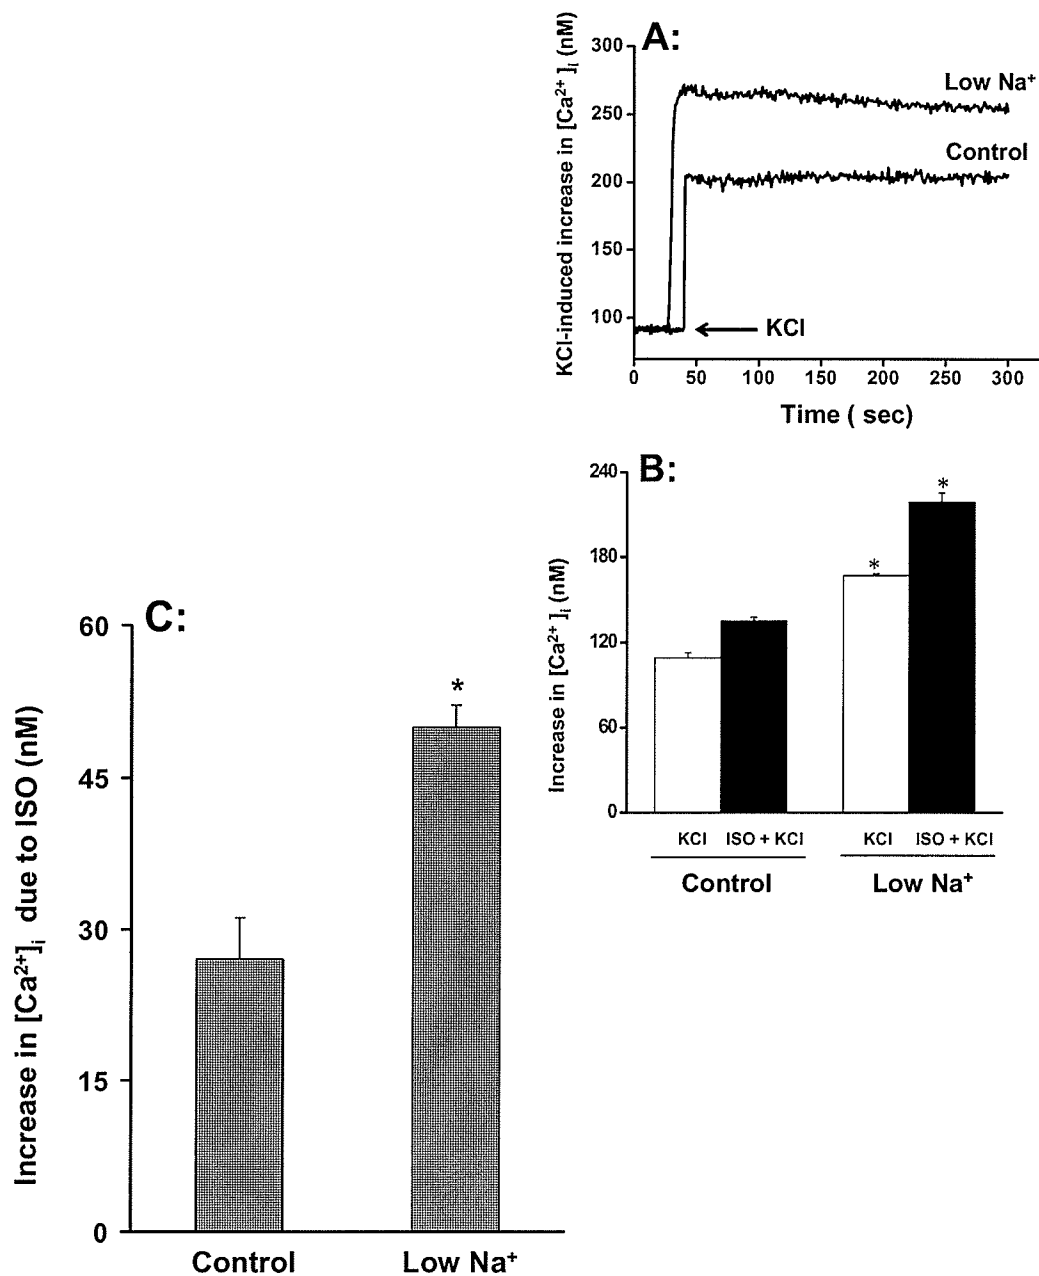 A:
KCl-induced increase in [Ca2+ ]i (nM)
300
250
200
150
100
Low Na+
Control
KCl
0 50 100 150 200 250 300
Time ( sec)
B:
Increase in [Ca2+ ]i (nM)
240
180
120
60
0
*
*
KCl ISO + KCl KCl ISO + KCl
Control Low Na+
C:
Increase in [Ca2+]i due to ISO (nM)
60
45
30
15
0
*
Control Low Na+